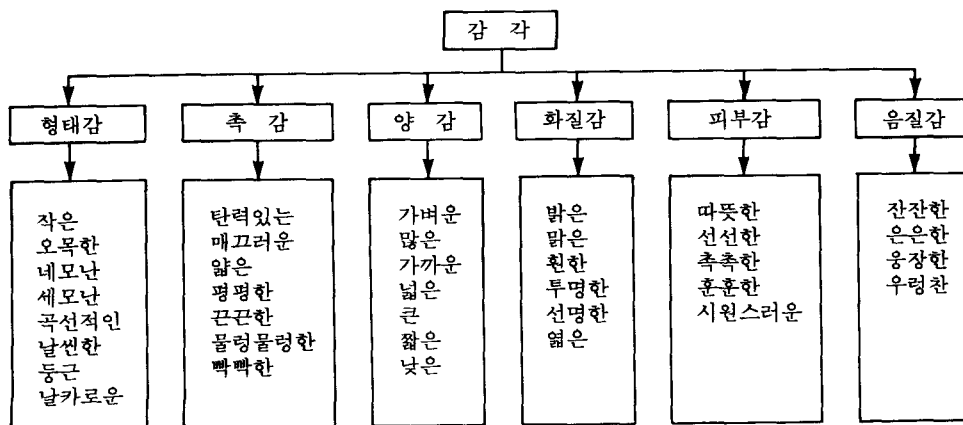 감 각
형태감
촉 감
양 감
화질감
피부감
음질감
작은
오목한
네모난
세모난
곡선적인
날씬한
둥근
날카로운
탄력있는
매끄러운
얇은
평평한
끈끈한
물렁물렁한
빡빡한
가벼운
많은
가까운
넓은
큰
짧은
낮은
밝은
맑은
훤한
투명한
선명한
엷은
따뜻한
선선한
촉촉한
훈훈한
시원스러운
잔잔한
은은한
웅장한
우렁찬